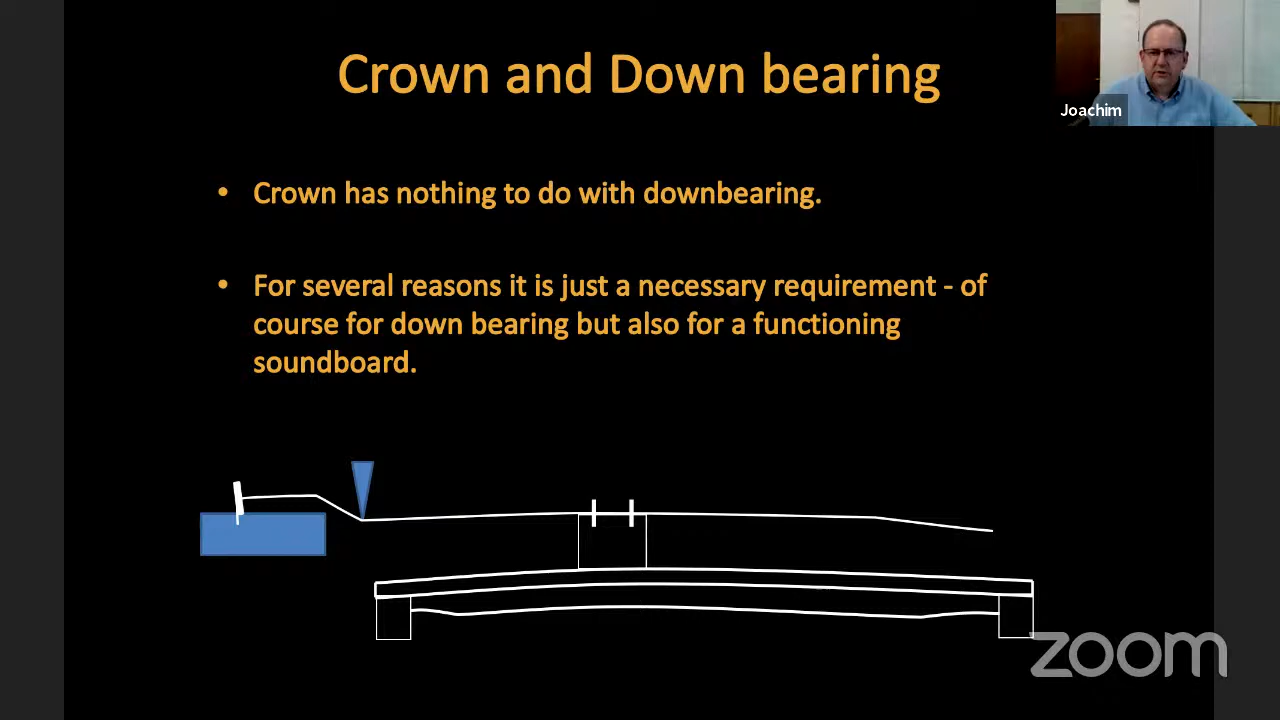 Crown and Down bearing
Joachim
• Crown has nothing to do with downbearing.
• For several reasons it is just a necessary requirement - of
course for down bearing but also for a functioning
soundboard.
zoom